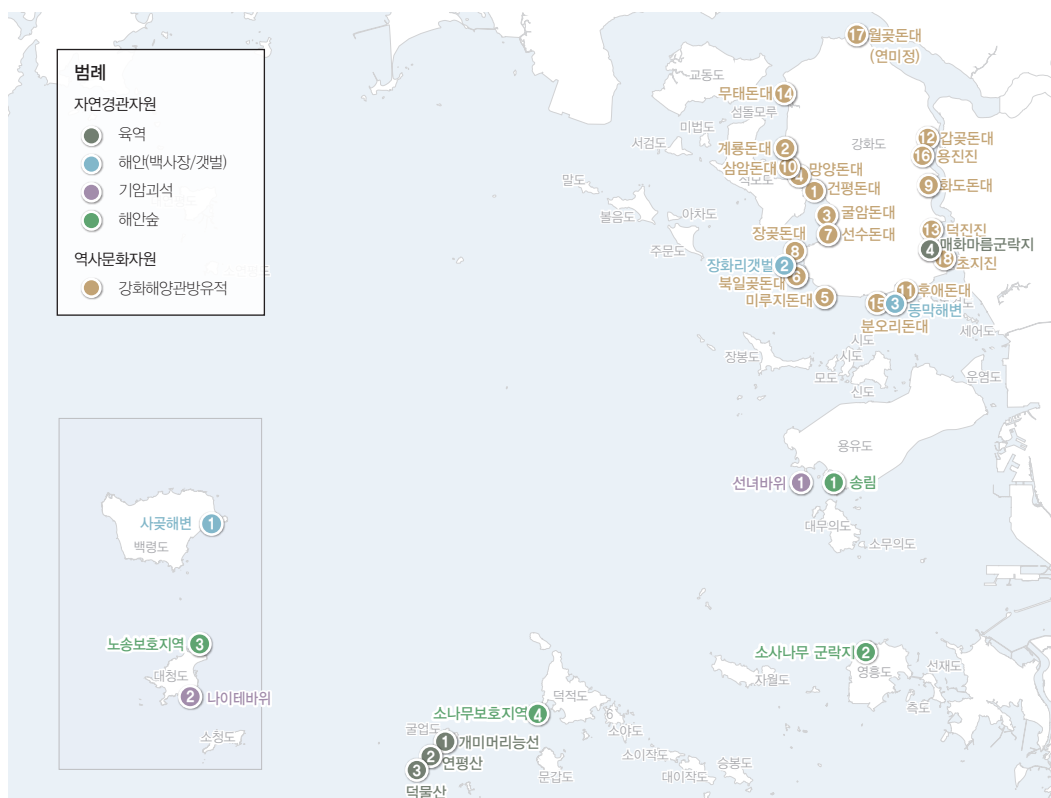 범례
자연경관자원
육역
해안(백사장/갯벌)
기암괴석
해안숲
역사문화자원
강화해양관방유적
17 월곶돈대
(연미정)
교동도
무태돈대 14
섬돌모루
미법도
서검도
강화도
12 갑곶돈대
16 용진진
계룡돈대 2
삼암돈대 10
망양돈대
석모도
1 건평돈대
9 화도돈대
말도
볼음도
아차도
주문도
3 굴암돈대
7 선수돈대
13 덕진진
4 매화마름군락지
18 초지진
장곶돈대 8
장화리갯벌 2
북일곶돈대 6
미루지돈대 5
11 후애돈대
15 3 동막해변
분오리돈대
세어도
시도
시도
장봉도
모도
신도
운염도
용유도
선녀바위 1
1 송림
대무의도
소무의도
사곶해변 1
백령도
노송보호지역 3
대청도
2 나이테바위
소청도
소사나무 군락지 2
영흥도
선재도
측도
자월도
덕적도
소나무보호지역 4
6
소야도
굴업도
1 개미머리능선
2 연평산
3
덕물산
문갑도
소이작도
대이작도
승봉도